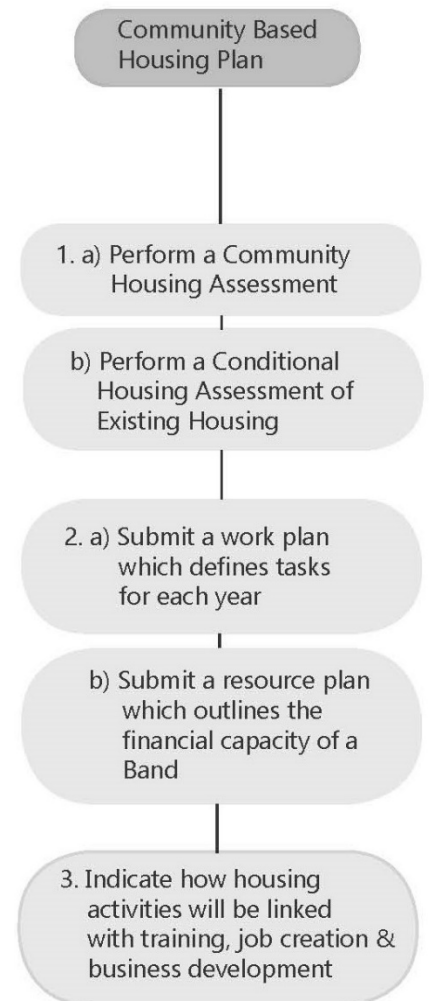 Community Based
Housing Plan
1. a) Perform a Community
Housing Assessment
b) Perform a Conditional
Housing Assessment of
Existing Housing
2. a) Submit a work plan
which defines tasks
for each year
b) Submit a resource plan
which outlines the
financial capacity of a
Band
3. Indicate how housing
activities will be linked
with training, job creation &
business development